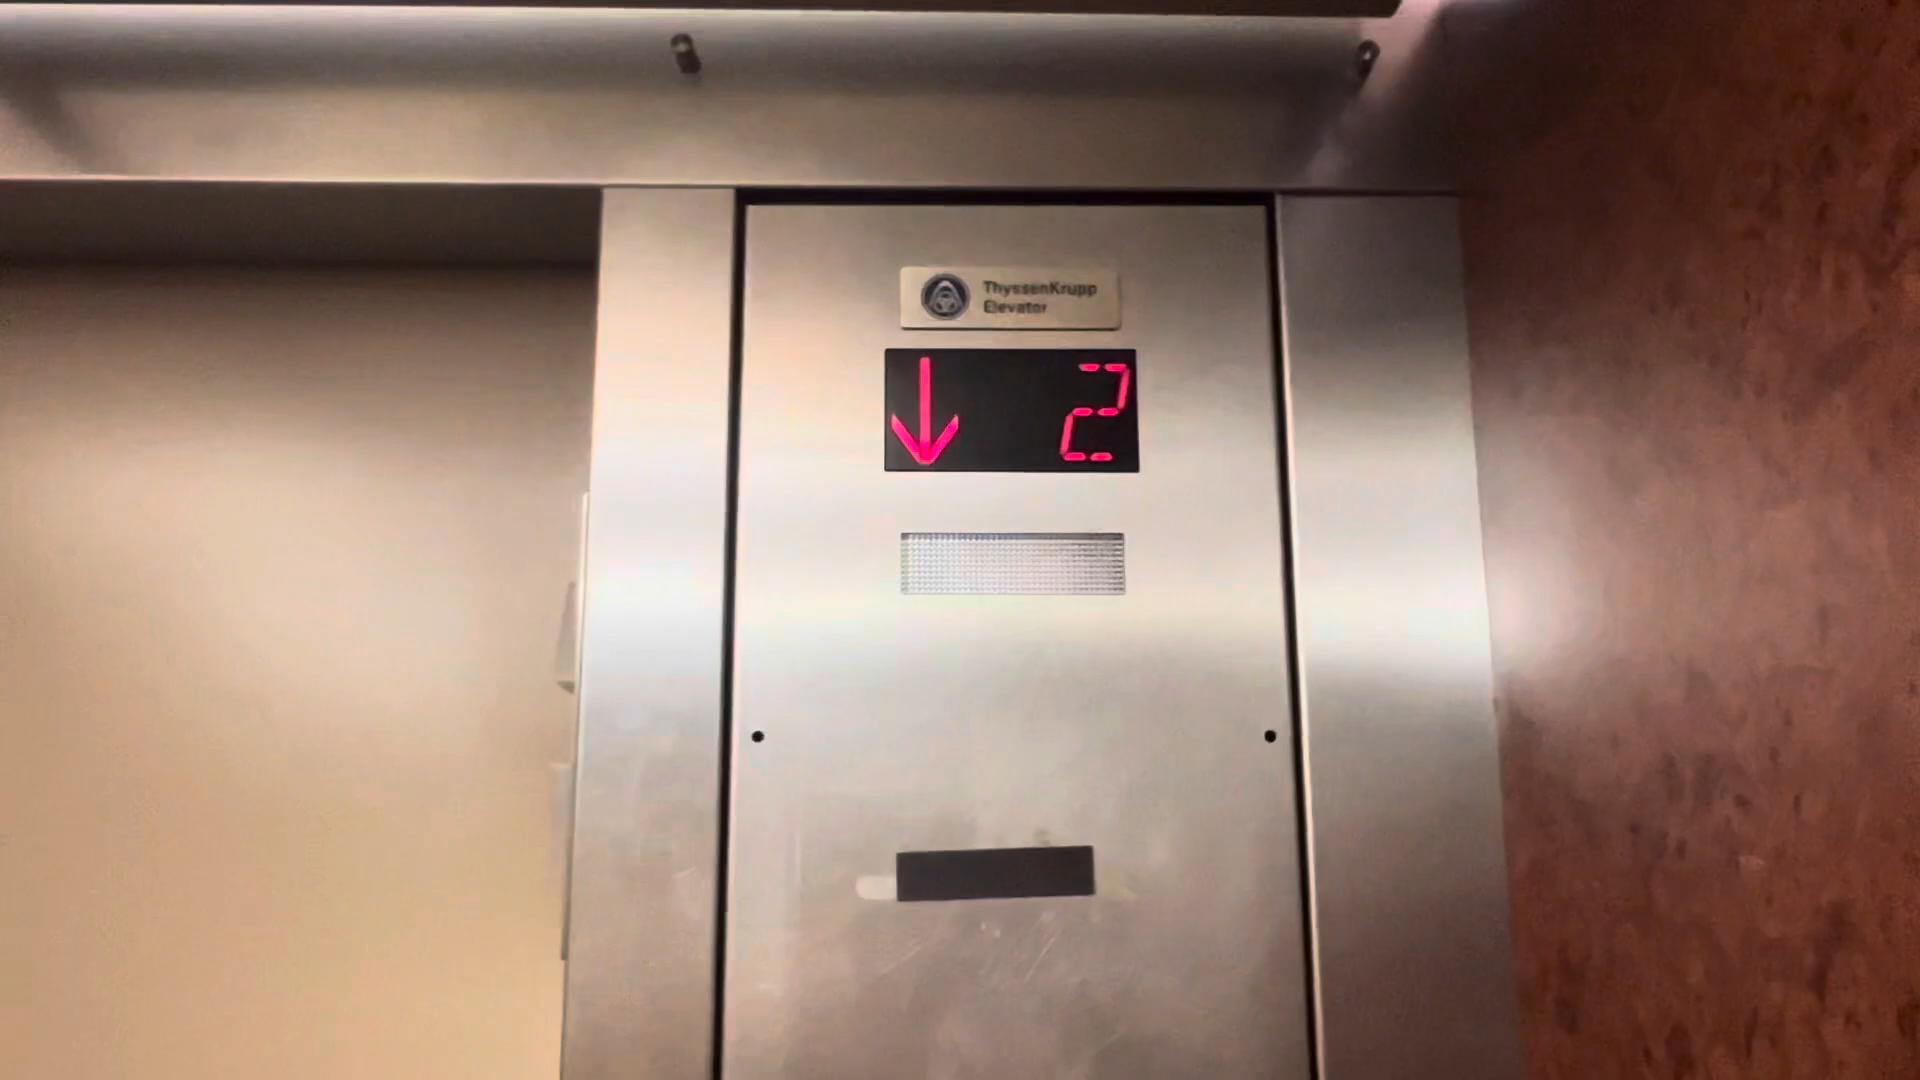 ThyssenKrupp
Elevator
↓ 2